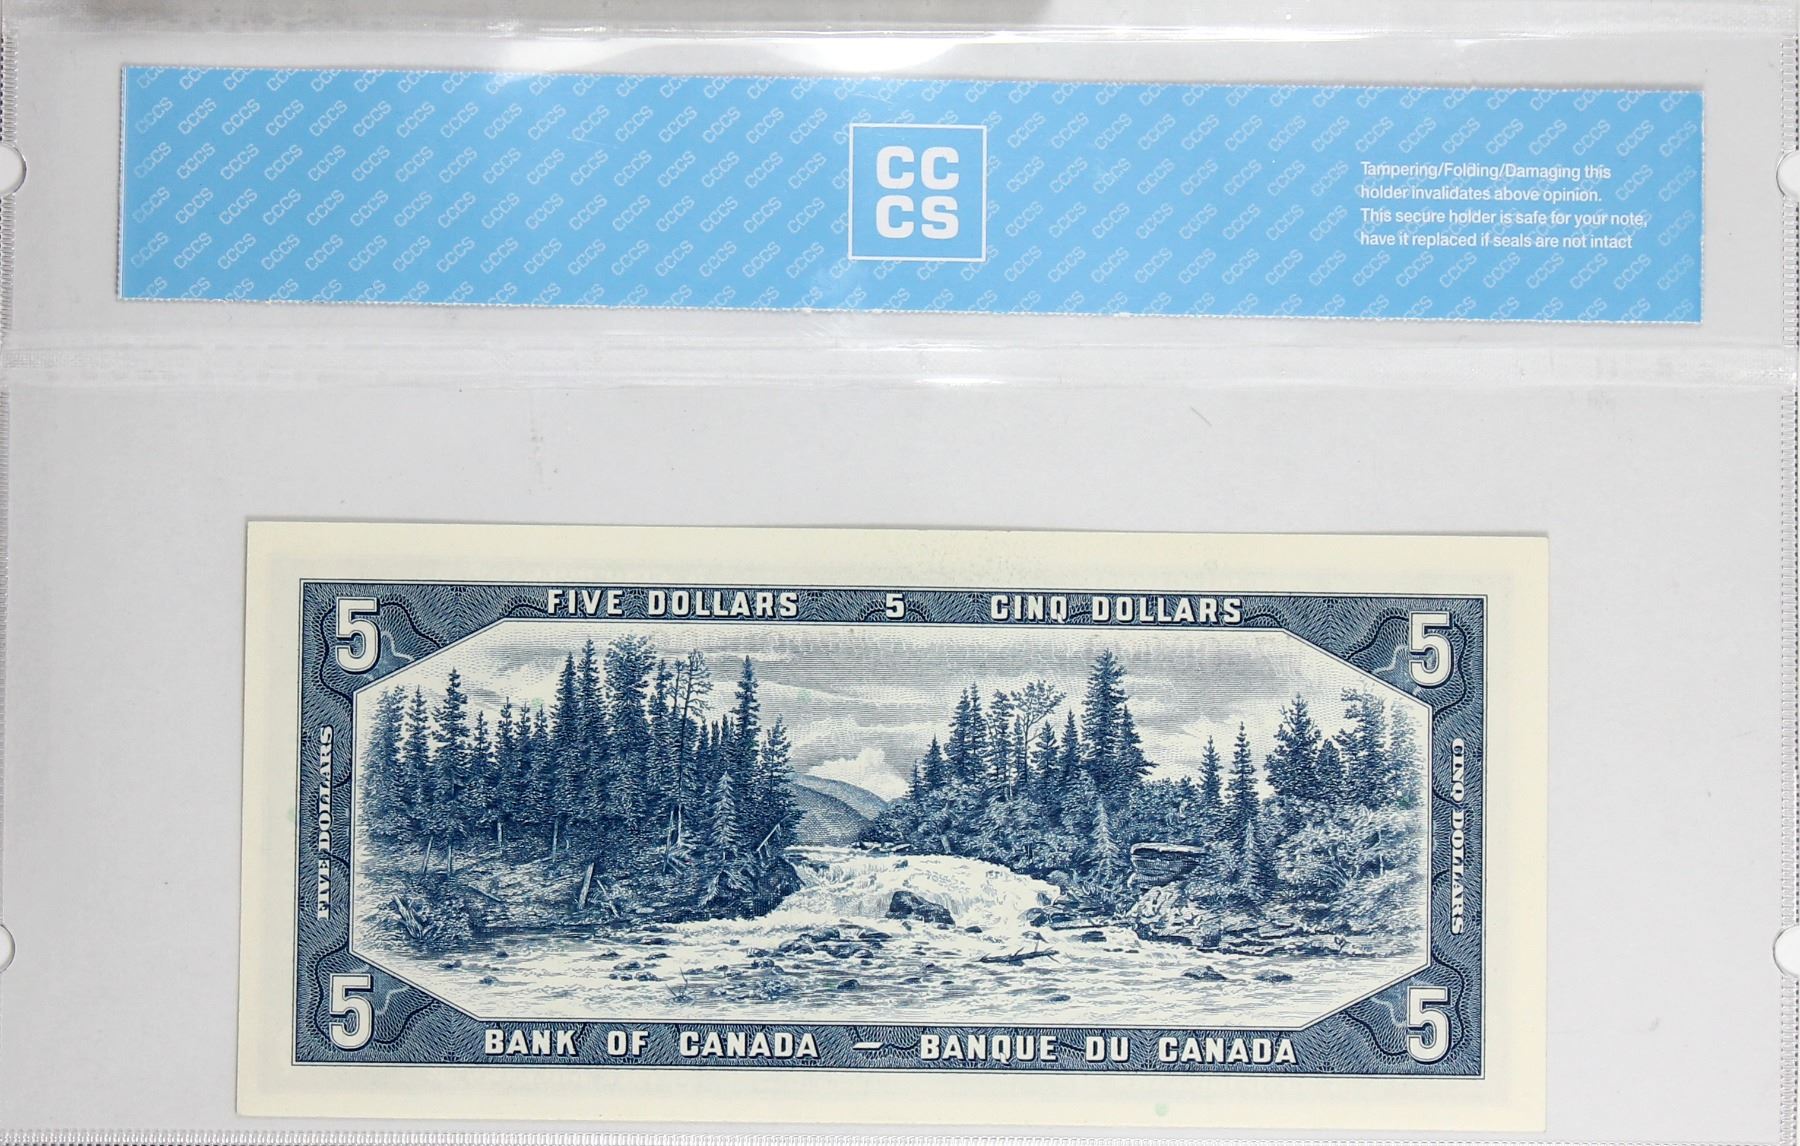 CC
CS
Tampering/Folding/Damaging this
holder invalidates above opinion.
This secure holder is safe for your note,
have it replaced if seals are not intact
5 FIVE DOLLARS 5 CINQ DOLLARS 5
FIVE DOLLARS
CINQ DOLLARS
5 BANK OF CANADA — BANQUE DU CANADA 5